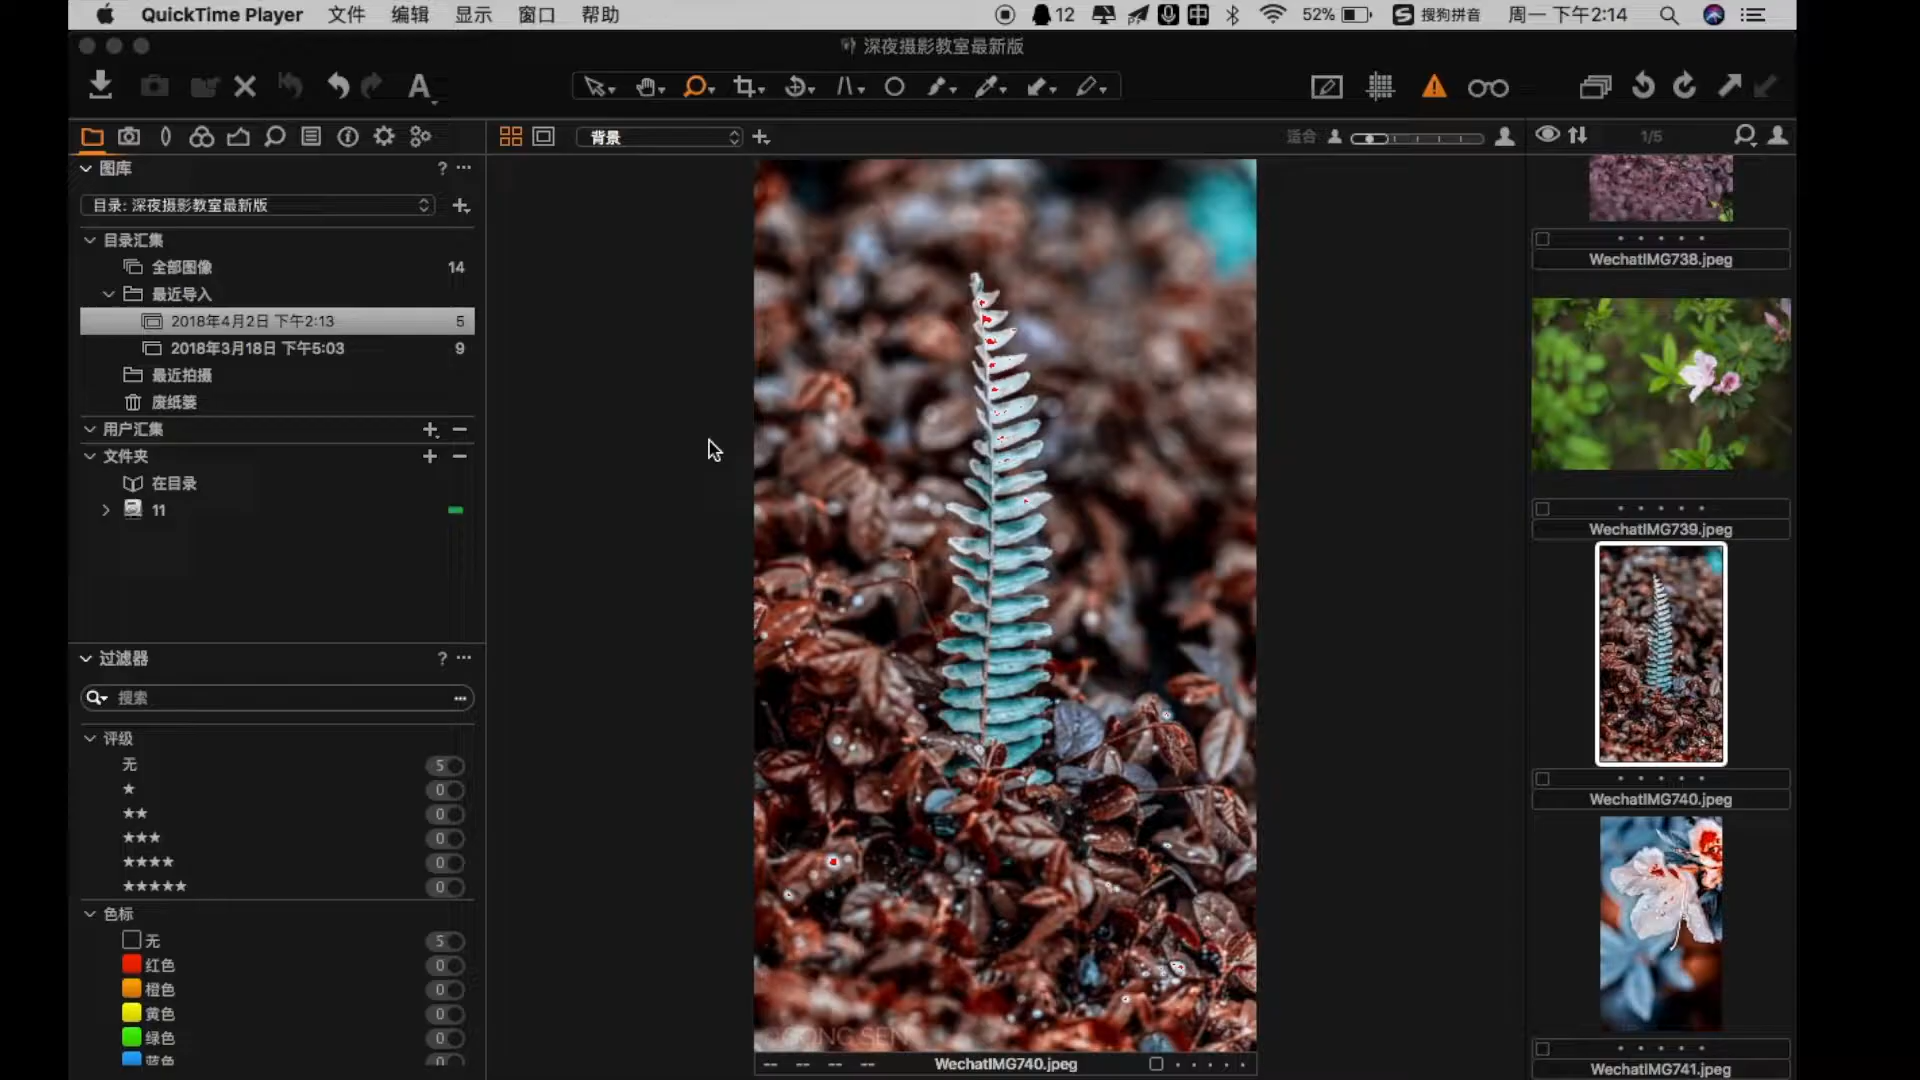 QuickTime Player 文件 编辑 显示 窗口 帮助 12 中 52% 搜狗拼音 周一 下午2:14
深夜摄影教室最新版
背景 适合 1/5
图库
目录: 深夜摄影教室最新版
目录汇集
全部图像 14
最近导入
2018年4月2日 下午2:13 5
2018年3月18日 下午5:03 9
最近拍摄
废纸篓
用户汇集
文件夹
在目录
11
过滤器
搜索
评级
无 5
★ 0
★★ 0
★★★ 0
★★★★ 0
★★★★★ 0
色标
无 5
红色 0
橙色 0
黄色 0
绿色 0
蓝色 0
GONG SEN
WechatIMG740.jpeg
WechatIMG738.jpeg
WechatIMG739.jpeg
WechatIMG740.jpeg
WechatIMG741.jpeg